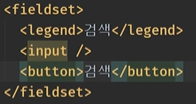 <fieldset>
<legend>검색</legend>
<input />
<button>검색</button>
</fieldset>